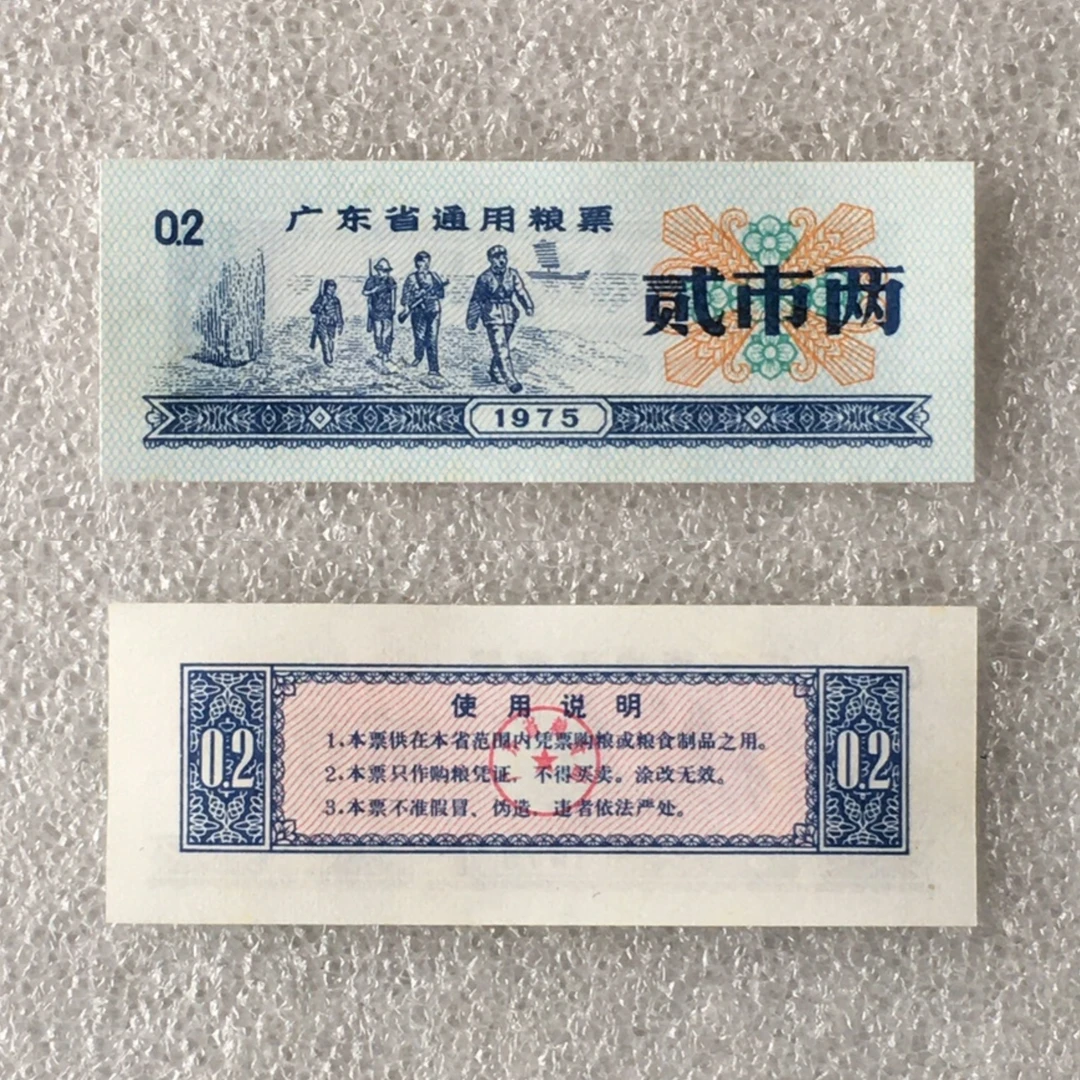 0.2
广东省通用粮票
贰市两
1975
使用说明
1、本票供在本省范围内凭票购粮或粮食制品之用。
2、本票只作购粮凭证、不得买卖。涂改无效。
3、本票不准假冒、伪造、违者依法严处。
0.2
0.2